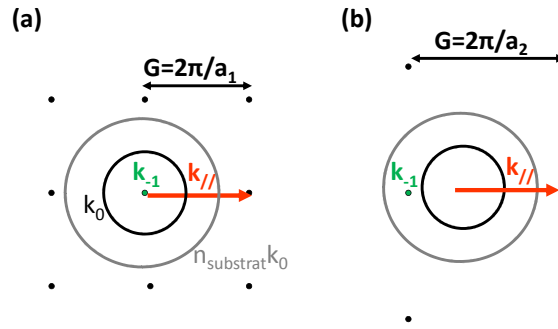 (a)
G=2π/a₁
k₋₁
k//
k₀
nsubstratk₀
(b)
G=2π/a₂
k₋₁
k//